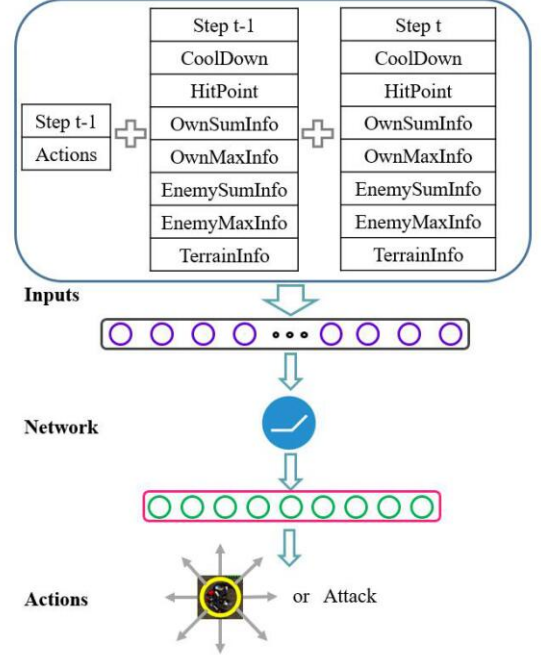 Step t-1
Actions
Step t-1
CoolDown
HitPoint
OwnSumInfo
OwnMaxInfo
EnemySumInfo
EnemyMaxInfo
TerrainInfo
Step t
CoolDown
HitPoint
OwnSumInfo
OwnMaxInfo
EnemySumInfo
EnemyMaxInfo
TerrainInfo
Inputs
Network
Actions
or Attack